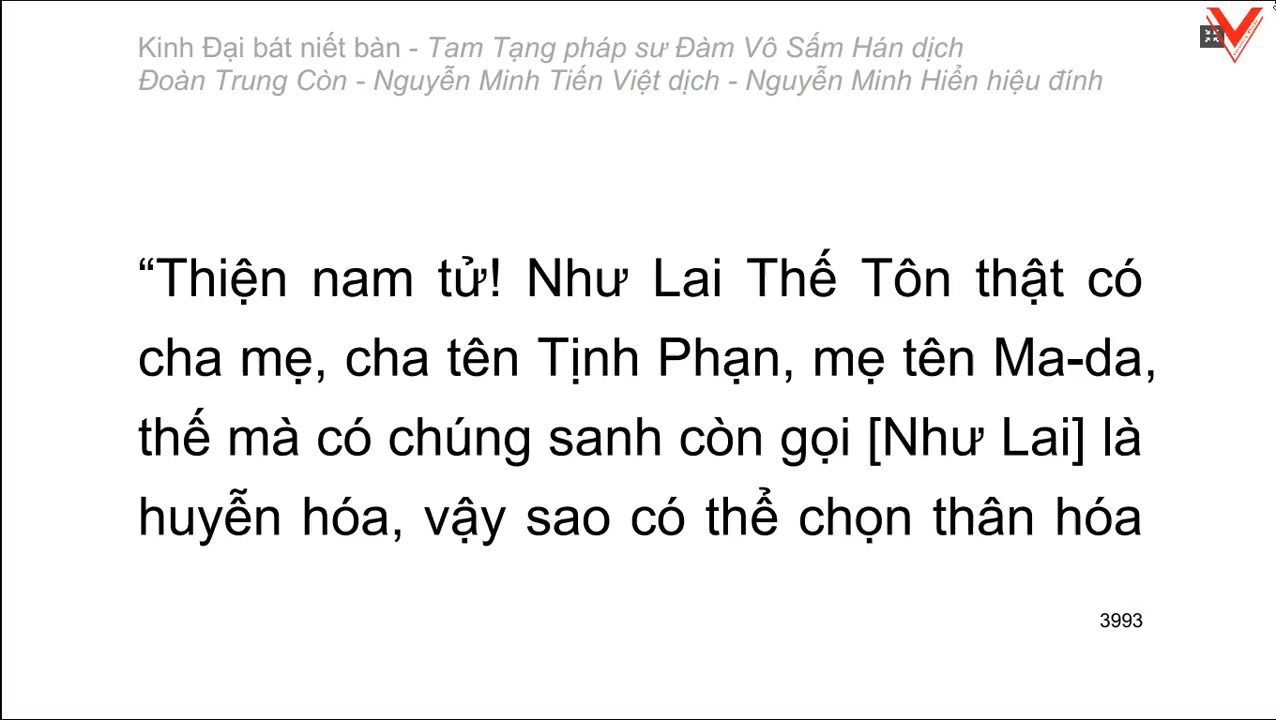 Kinh Đại bát niết bàn - Tam Tạng pháp sư Đàm Vô Sấm Hán dịch
Đoàn Trung Còn - Nguyễn Minh Tiến Việt dịch - Nguyễn Minh Hiển hiệu đính
“Thiện nam tử! Như Lai Thế Tôn thật có
cha mẹ, cha tên Tịnh Phạn, mẹ tên Ma-da,
thế mà có chúng sanh còn gọi [Như Lai] là
huyễn hóa, vậy sao có thể chọn thân hóa
3993